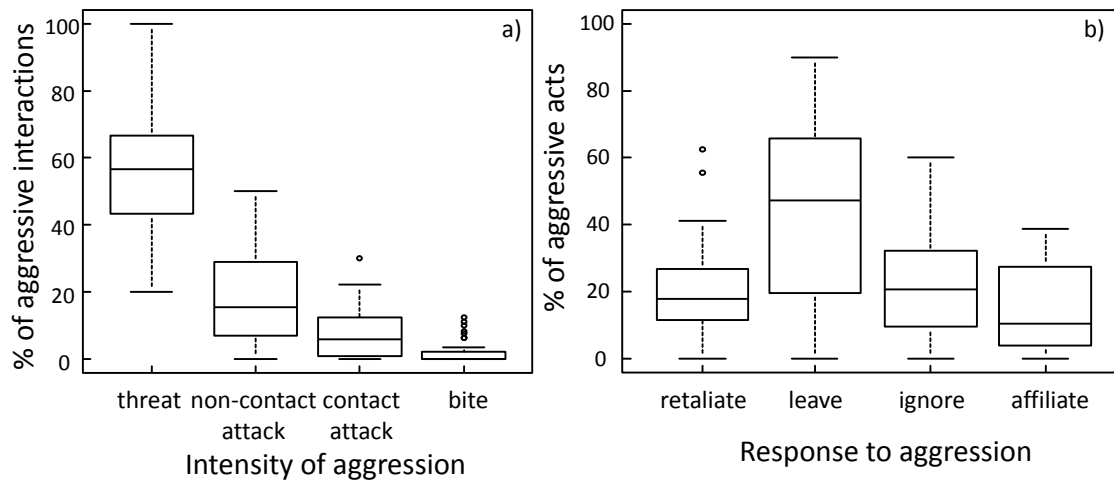 % of aggressive interactions
100
80
60
40
20
0
a)
threat
non-contact
attack
contact
attack
bite
Intensity of aggression
% of aggressive acts
100
80
60
40
20
0
b)
retaliate
leave
ignore
affiliate
Response to aggression